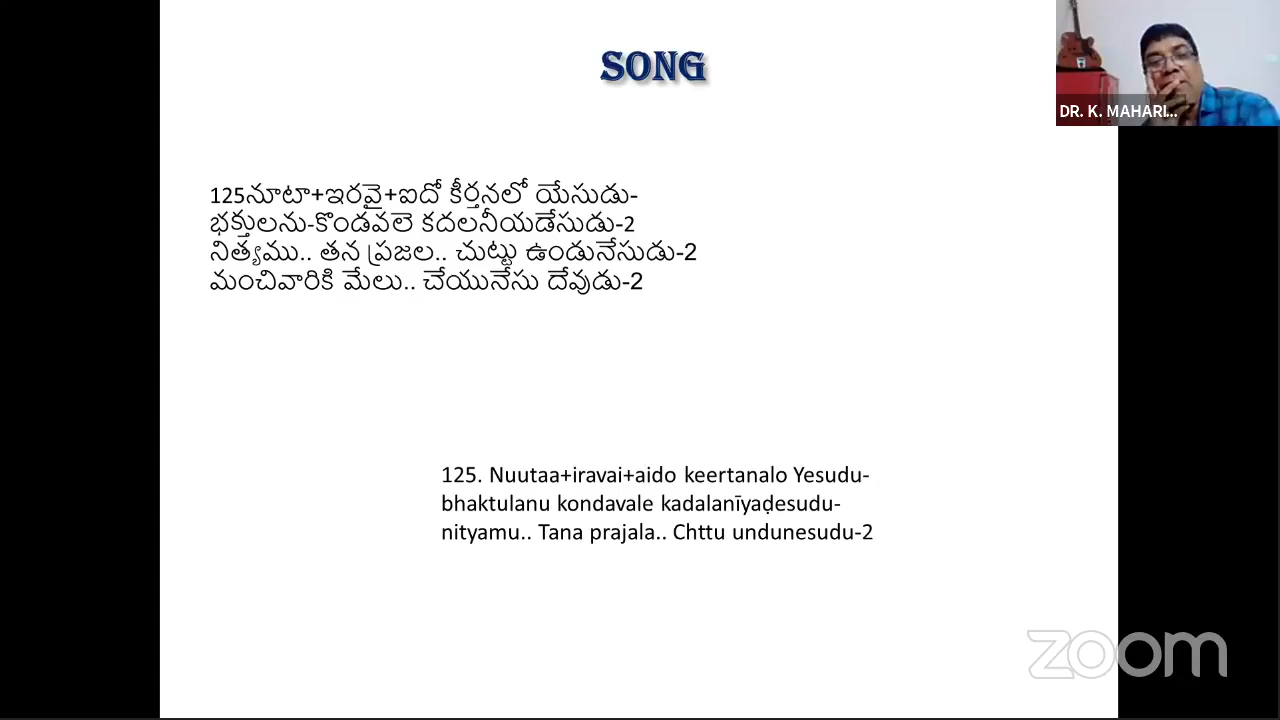 SONG
DR. K. MAHARI...
125నూటా+ఇరవై+ఐదో కీర్తనలో యేసుడు-
భక్తులను-కొండవలె కదలనీయడేసుడు-2
నిత్యము.. తన ప్రజల.. చుట్టు ఉండునేసుడు-2
మంచివారికి మేలు.. చేయునేసు దేవుడు-2
125. Nuutaa+iravai+aido keertanalo Yesudu-
bhaktulanu kondavale kadalanīyaḍesudu-
nityamu.. Tana prajala.. Chttu undunesudu-2
zoom